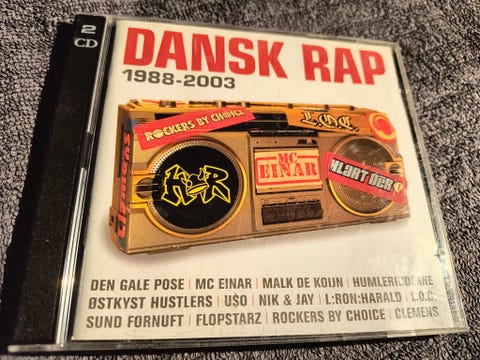 2
CD
DANSK RAP
1988-2003
ROCKERS BY CHOICE
L.O.C.
Clemens
MC
EINAR
KLART DER
DEN GALE POSE | MC EINAR | MALK DE KOIJN | HUMLERIDDERNE
ØSTKYST HUSTLERS | U$O | NIK & JAY | L:RON:HARALD | L.O.C.
SUND FORNUFT | FLOPSTARZ | ROCKERS BY CHOICE | CLEMENS